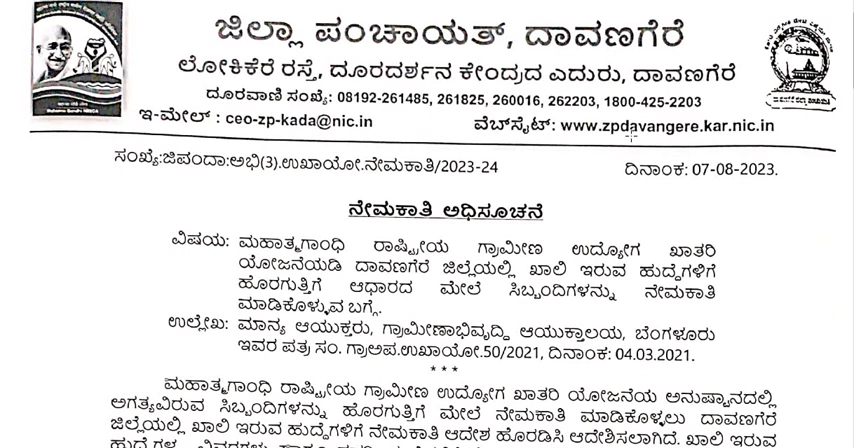 ಜಿಲ್ಲಾ ಪಂಚಾಯತ್, ದಾವಣಗೆರೆ
ಲೋಕಿಕೆರೆ ರಸ್ತೆ, ದೂರದರ್ಶನ ಕೇಂದ್ರದ ಎದುರು, ದಾವಣಗೆರೆ
ದೂರವಾಣಿ ಸಂಖ್ಯೆ: 08192-261485, 261825, 260016, 262203, 1800-425-2203
ಇ-ಮೇಲ್ : ceo-zp-kada@nic.in ವೆಬ್‌ಸೈಟ್: www.zpdavangere.kar.nic.in
ಸಂಖ್ಯೆ:ಜಿಪಂದಾ:ಅಭಿ(3).ಉಖಾಯೋ.ನೇಮಕಾತಿ/2023-24 ದಿನಾಂಕ: 07-08-2023.
ನೇಮಕಾತಿ ಅಧಿಸೂಚನೆ
ವಿಷಯ: ಮಹಾತ್ಮಗಾಂಧಿ ರಾಷ್ಟ್ರೀಯ ಗ್ರಾಮೀಣ ಉದ್ಯೋಗ ಖಾತರಿ
ಯೋಜನೆಯಡಿ ದಾವಣಗೆರೆ ಜಿಲ್ಲೆಯಲ್ಲಿ ಖಾಲಿ ಇರುವ ಹುದ್ದೆಗಳಿಗೆ
ಹೊರಗುತ್ತಿಗೆ ಆಧಾರದ ಮೇಲೆ ಸಿಬ್ಬಂದಿಗಳನ್ನು ನೇಮಕಾತಿ
ಮಾಡಿಕೊಳ್ಳುವ ಬಗ್ಗೆ.
ಉಲ್ಲೇಖ: ಮಾನ್ಯ ಆಯುಕ್ತರು, ಗ್ರಾಮೀಣಾಭಿವೃದ್ದಿ ಆಯುಕ್ತಾಲಯ, ಬೆಂಗಳೂರು
ಇವರ ಪತ್ರ ಸಂ. ಗ್ರಾಅಪ.ಉಖಾಯೋ.50/2021, ದಿನಾಂಕ: 04.03.2021.
***
ಮಹಾತ್ಮಗಾಂಧಿ ರಾಷ್ಟ್ರೀಯ ಗ್ರಾಮೀಣ ಉದ್ಯೋಗ ಖಾತರಿ ಯೋಜನೆಯ ಅನುಷ್ಠಾನದಲ್ಲಿ
ಅಗತ್ಯವಿರುವ ಸಿಬ್ಬಂದಿಗಳನ್ನು ಹೊರಗುತ್ತಿಗೆ ಮೇಲೆ ನೇಮಕಾತಿ ಮಾಡಿಕೊಳ್ಳಲು ದಾವಣಗೆರೆ
ಜಿಲ್ಲೆಯಲ್ಲಿ ಖಾಲಿ ಇರುವ ಹುದ್ದೆಗಳಿಗೆ ನೇಮಕಾತಿ ಆದೇಶ ಹೊರಡಿಸಿ ಆದೇಶಿಸಲಾಗಿದೆ. ಖಾಲಿ ಇರುವ